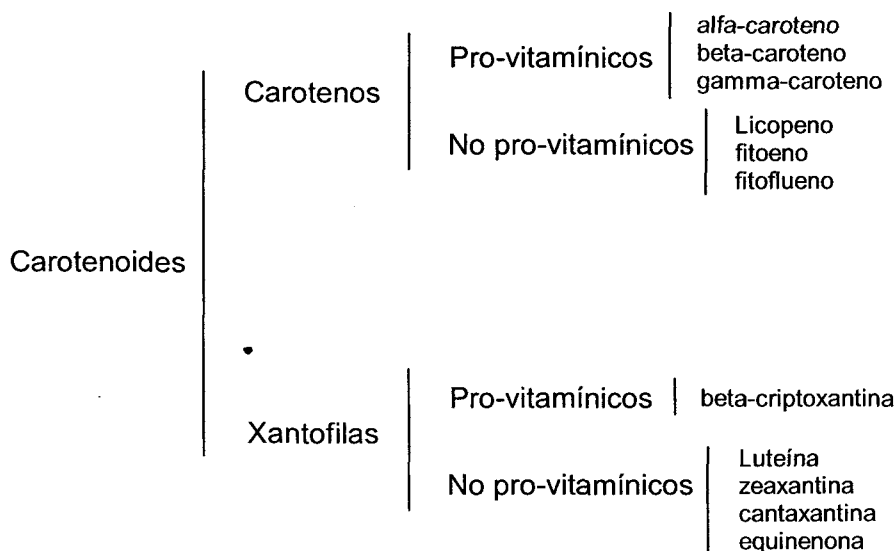 Carotenoides
Carotenos
Pro-vitamínicos
alfa-caroteno
beta-caroteno
gamma-caroteno
No pro-vitamínicos
Licopeno
fitoeno
fitoflueno
Xantofilas
Pro-vitamínicos
beta-criptoxantina
No pro-vitamínicos
Luteína
zeaxantina
cantaxantina
equinenona